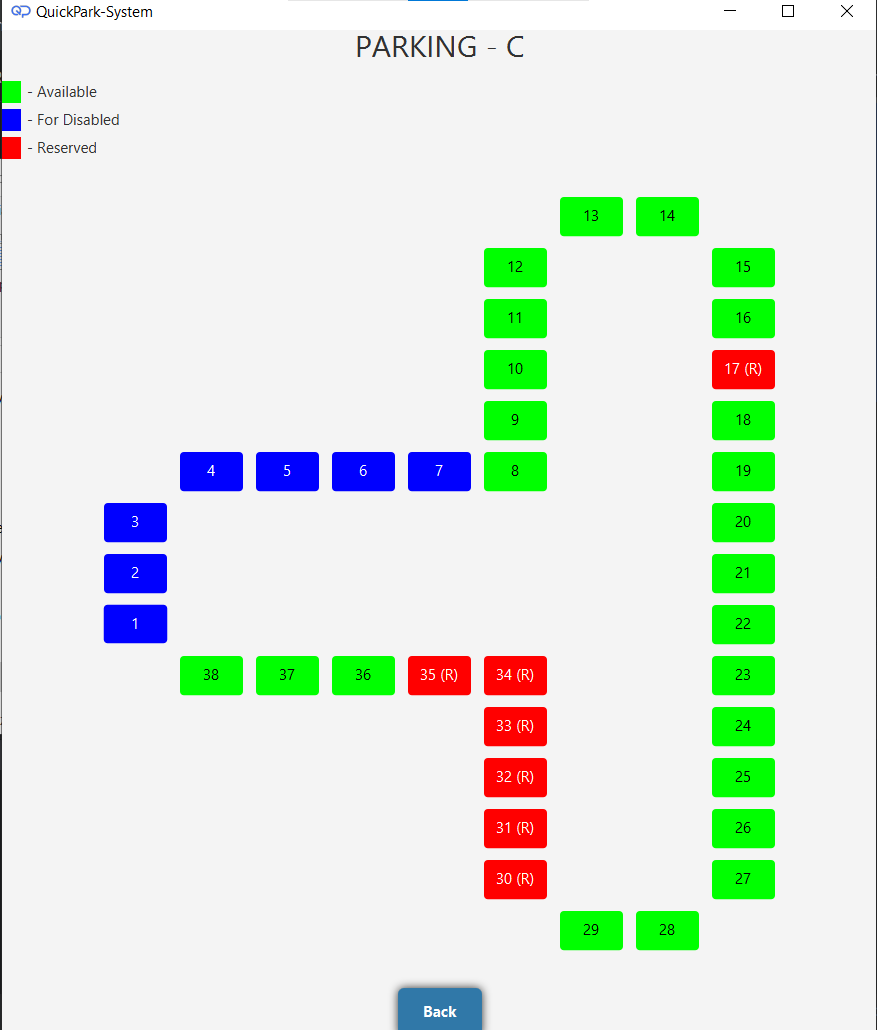 QuickPark-System
PARKING - C
- Available
- For Disabled
- Reserved
13 14
12 15
11 16
10 17 (R)
9 18
4 5 6 7 8 19
3 20
2 21
1 22
38 37 36 35 (R) 34 (R) 23
33 (R) 24
32 (R) 25
31 (R) 26
30 (R) 27
29 28
Back